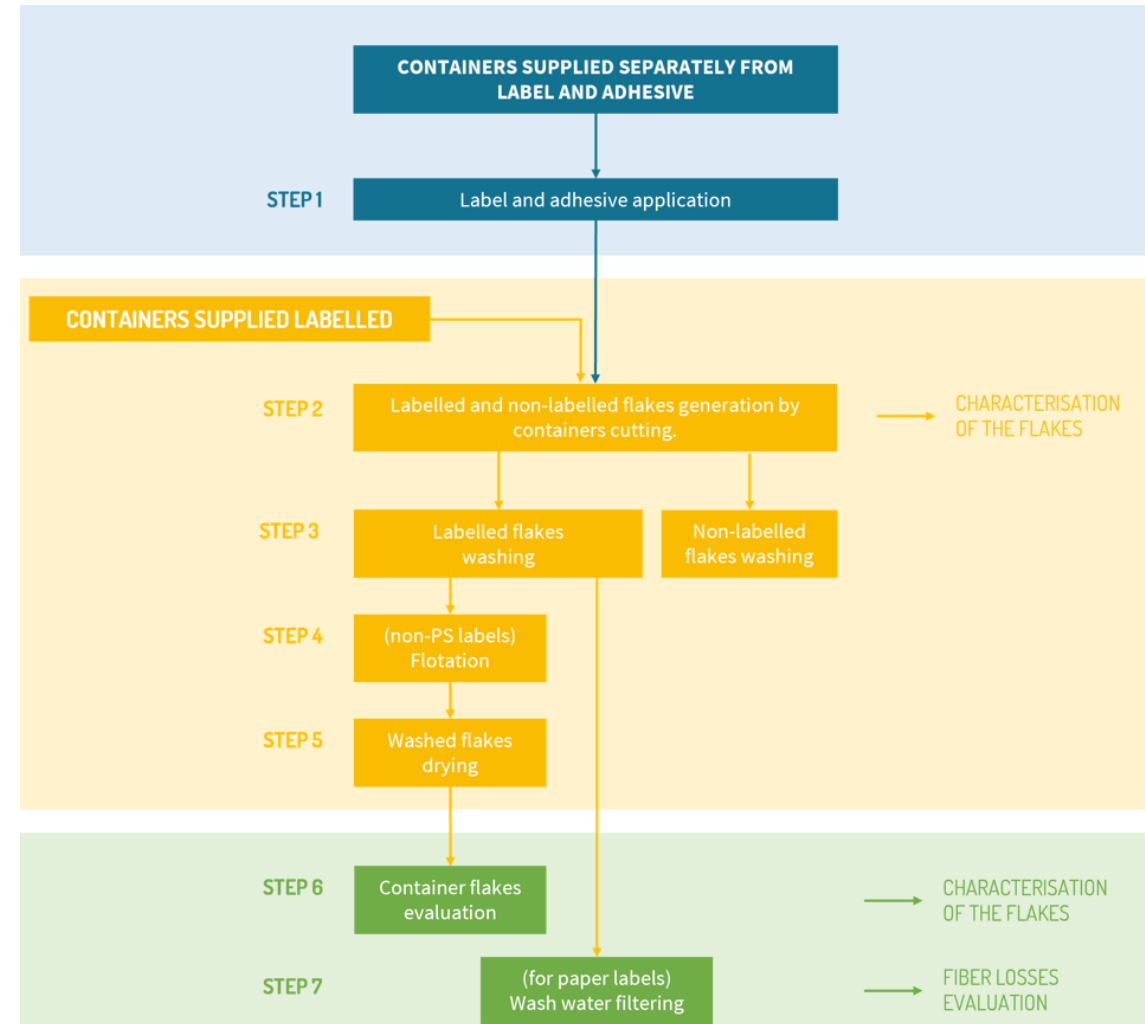 CONTAINERS SUPPLIED SEPARATELY FROM
LABEL AND ADHESIVE
STEP 1
Label and adhesive application
CONTAINERS SUPPLIED LABELLED
STEP 2
Labelled and non-labelled flakes generation by
containers cutting.
CHARACTERISATION
OF THE FLAKES
STEP 3
Labelled flakes
washing
Non-labelled
flakes washing
STEP 4
(non-PS labels)
Flotation
STEP 5
Washed flakes
drying
STEP 6
Container flakes
evaluation
CHARACTERISATION
OF THE FLAKES
STEP 7
(for paper labels)
Wash water filtering
FIBER LOSSES
EVALUATION